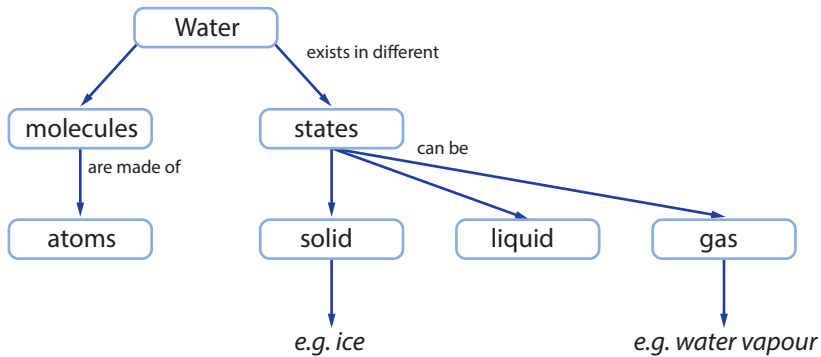 Water
exists in different
molecules
states
can be
are made of
atoms
solid
liquid
gas
e.g. ice
e.g. water vapour